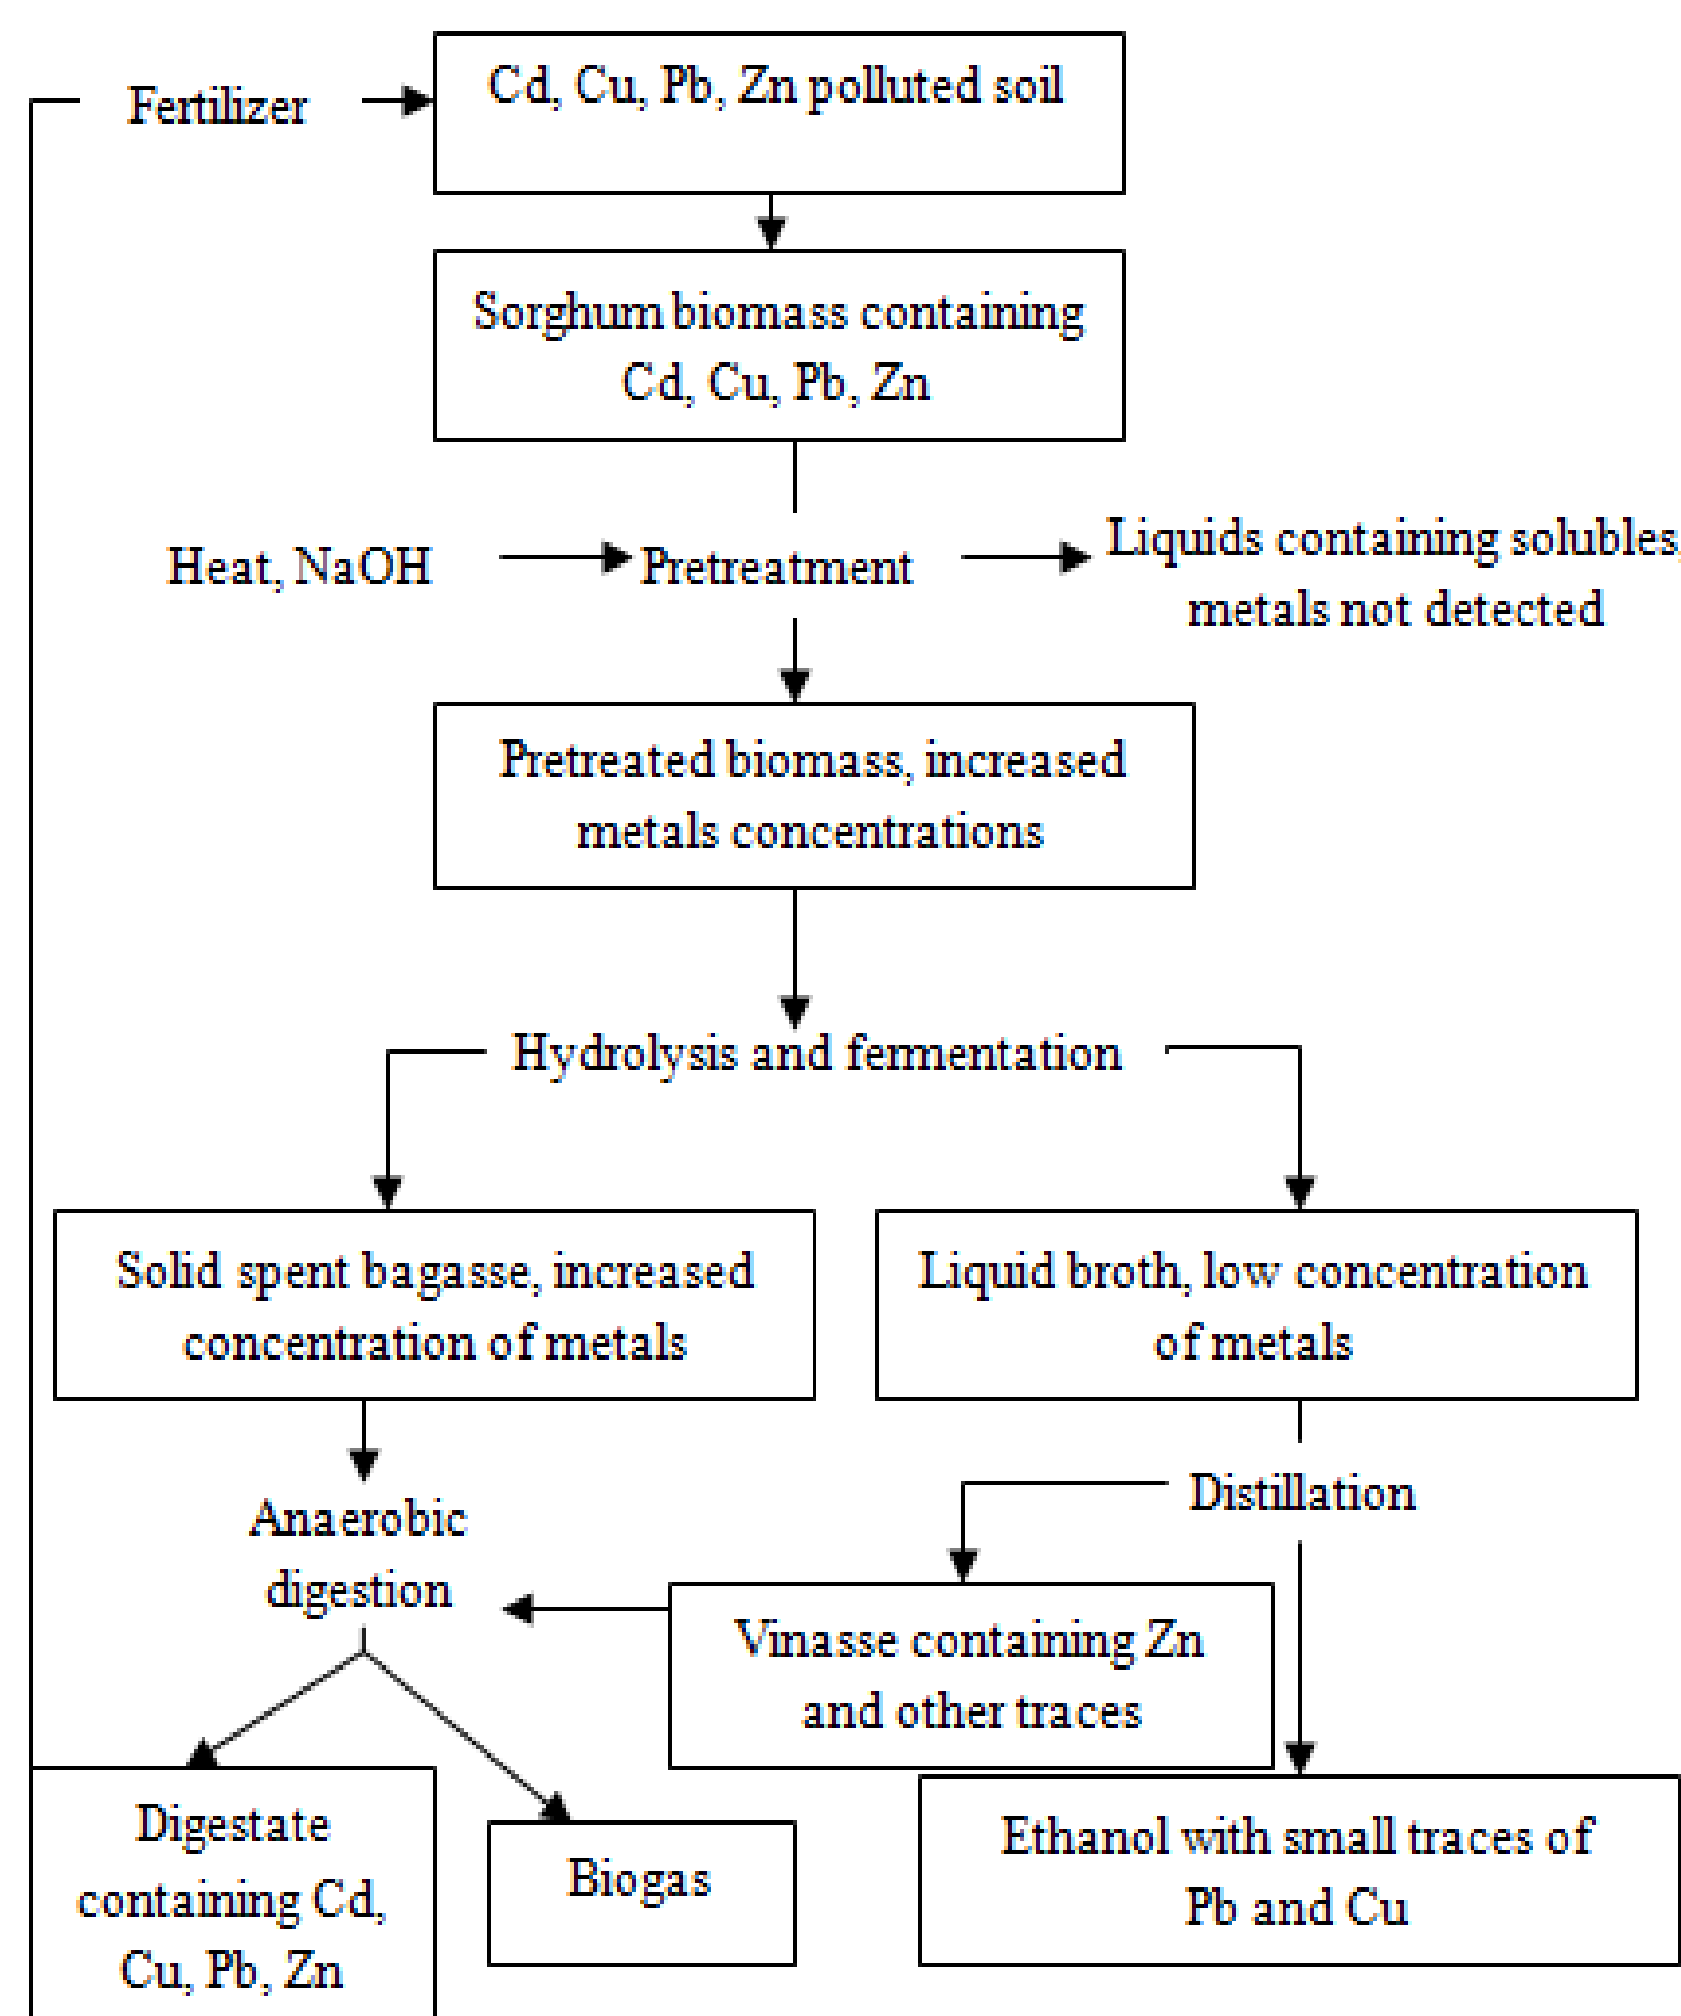 Fertilizer
Cd, Cu, Pb, Zn polluted soil
Sorghum biomass containing
Cd, Cu, Pb, Zn
Heat, NaOH
Pretreatment
Liquids containing solubles,
metals not detected
Pretreated biomass, increased
metals concentrations
Hydrolysis and fermentation
Solid spent bagasse, increased
concentration of metals
Liquid broth, low concentration
of metals
Anaerobic
digestion
Distillation
Vinasse containing Zn
and other traces
Digestate
containing Cd,
Cu, Pb, Zn
Biogas
Ethanol with small traces of
Pb and Cu